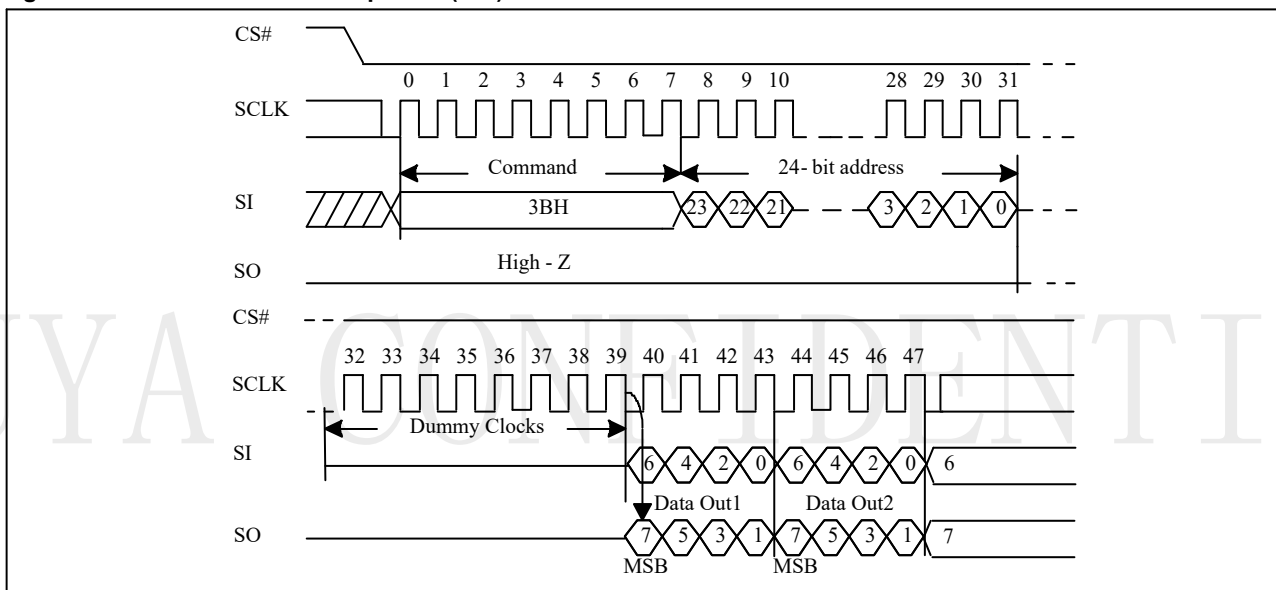 CS#
0 1 2 3 4 5 6 7 8 9 10 28 29 30 31
SCLK
Command 24- bit address
SI 3BH 23 22 21 3 2 1 0
SO High - Z
CS#
UYA CONFIDENTI
32 33 34 35 36 37 38 39 40 41 42 43 44 45 46 47
SCLK
Dummy Clocks
SI 6 4 2 0 6 4 2 0 6
Data Out1 Data Out2
SO 7 5 3 1 7 5 3 1 7
MSB MSB